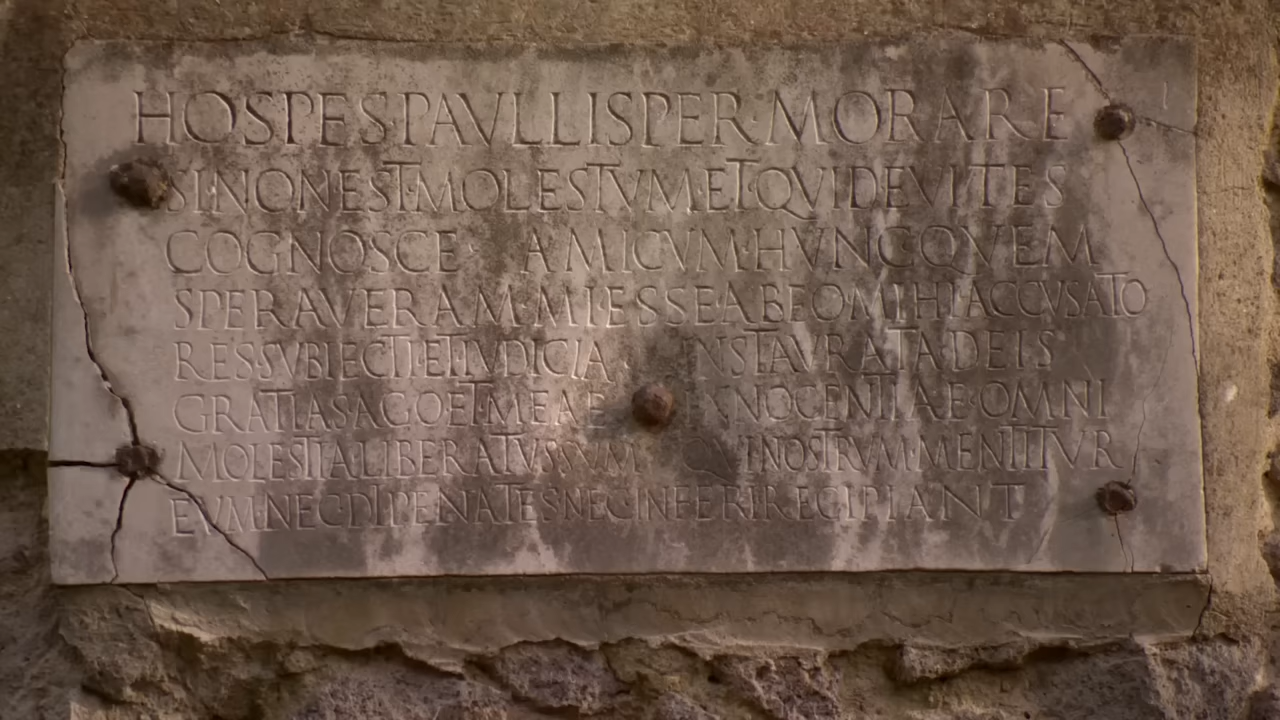 HOSPES PAVLLISPER·MORARE
SI·NON·EST·MOLESTVM·ET·QVID·EVITES
COGNOSCE· AMICVM·HVNC·QVEM
SPERAVERAM·MI·ESSE·AB·EO·MIHI·ACCVSATO
RES·SVBIECTI·ET·IVDICIA INSTAVRATA·DEIS
GRATIAS·AGO·ET·MEAE INNOCENTIAE·OMNI
MOLESTIA·LIBERATVS·SVM QVI·NOSTRVM·MENTITVR
EVM·NEC·DI·PENATES·NEC·INFERI·RECIPIANT